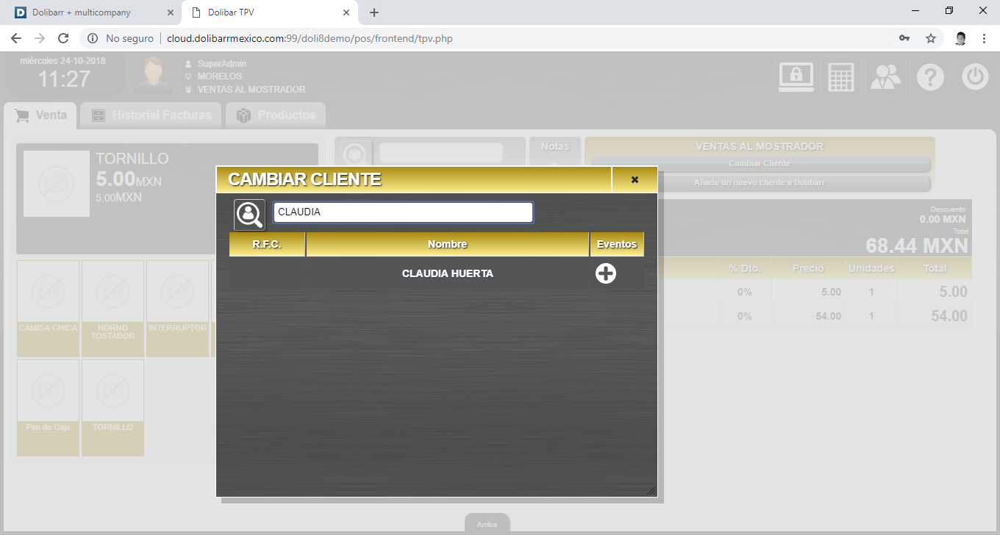 Dolibarr + multicompany
Dolibar TPV
No seguro
cloud.dolibarrmexico.com:99/doli8demo/pos/frontend/tpv.php
miércoles 24-10-2018
11:27
SuperAdmin
MORELOS
VENTAS AL MOSTRADOR
Venta
Historial Facturas
Productos
TORNILLO
5.00MXN
5.00MXN
Notas
VENTAS AL MOSTRADOR
Cambiar Cliente
Añade un nuevo cliente a Dolibarr
CAMBIAR CLIENTE
CLAUDIA
R.F.C. Nombre Eventos
CLAUDIA HUERTA
Descuento
0.00 MXN
Total
68.44 MXN
% Dto. Precio Unidades Total
0% 5.00 1 5.00
0% 54.00 1 54.00
CAMISA CHICA
HORNO
TOSTADOR
INTERRUPTOR
Pan de Caja
TORNILLO
Arriba